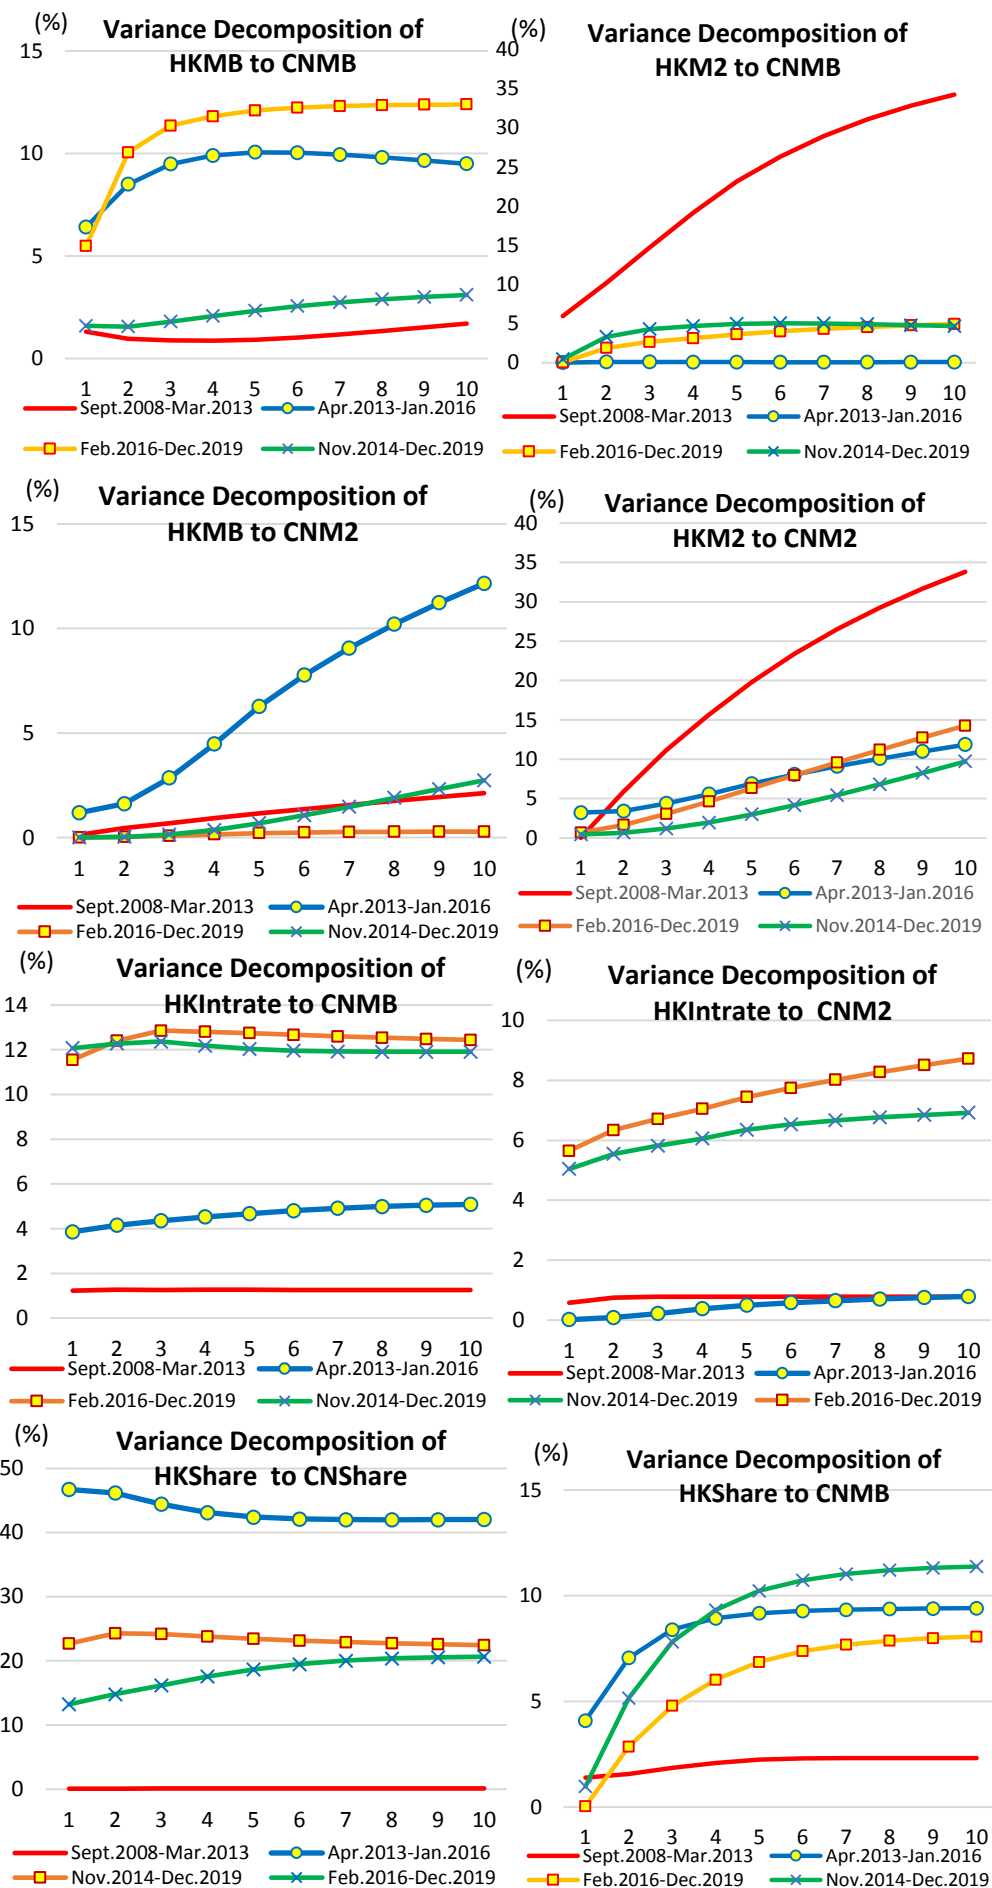 (%)
Variance Decomposition of
HKMB to CNMB
15
10
5
0
1 2 3 4 5 6 7 8 9 10
Sept.2008-Mar.2013 Apr.2013-Jan.2016
Feb.2016-Dec.2019 Nov.2014-Dec.2019
(%)
Variance Decomposition of
HKM2 to CNMB
40
35
30
25
20
15
10
5
0
1 2 3 4 5 6 7 8 9 10
Sept.2008-Mar.2013 Apr.2013-Jan.2016
Feb.2016-Dec.2019 Nov.2014-Dec.2019
(%)
Variance Decomposition of
HKMB to CNM2
15
10
5
0
1 2 3 4 5 6 7 8 9 10
Sept.2008-Mar.2013 Apr.2013-Jan.2016
Feb.2016-Dec.2019 Nov.2014-Dec.2019
(%)
Variance Decomposition of
HKM2 to CNM2
40
35
30
25
20
15
10
5
0
1 2 3 4 5 6 7 8 9 10
Sept.2008-Mar.2013 Apr.2013-Jan.2016
Feb.2016-Dec.2019 Nov.2014-Dec.2019
(%)
Variance Decomposition of
HKIntrate to CNMB
14
12
10
8
6
4
2
0
1 2 3 4 5 6 7 8 9 10
Sept.2008-Mar.2013 Apr.2013-Jan.2016
Feb.2016-Dec.2019 Nov.2014-Dec.2019
(%)
Variance Decomposition of
HKIntrate to CNM2
10
8
6
4
2
0
1 2 3 4 5 6 7 8 9 10
Sept.2008-Mar.2013 Apr.2013-Jan.2016
Nov.2014-Dec.2019 Feb.2016-Dec.2019
(%)
Variance Decomposition of
HKShare to CNShare
50
40
30
20
10
0
1 2 3 4 5 6 7 8 9 10
Sept.2008-Mar.2013 Apr.2013-Jan.2016
Nov.2014-Dec.2019 Feb.2016-Dec.2019
(%)
Variance Decomposition of
HKShare to CNMB
15
10
5
0
1 2 3 4 5 6 7 8 9 10
Sept.2008-Mar.2013 Apr.2013-Jan.2016
Feb.2016-Dec.2019 Nov.2014-Dec.2019